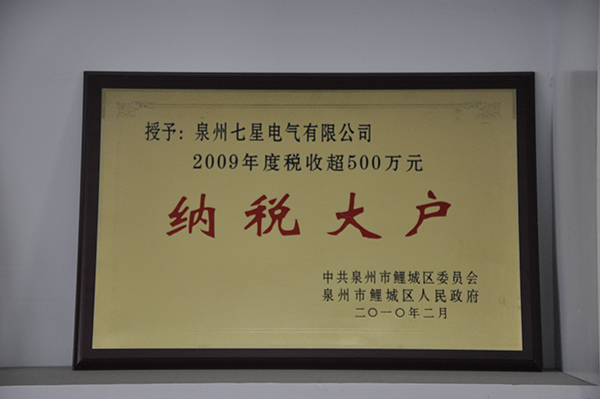 授予：泉州七星电气有限公司
2009年度税收超500万元
纳税大户
中共泉州市鲤城区委员会
泉州市鲤城区人民政府
二〇一〇年二月